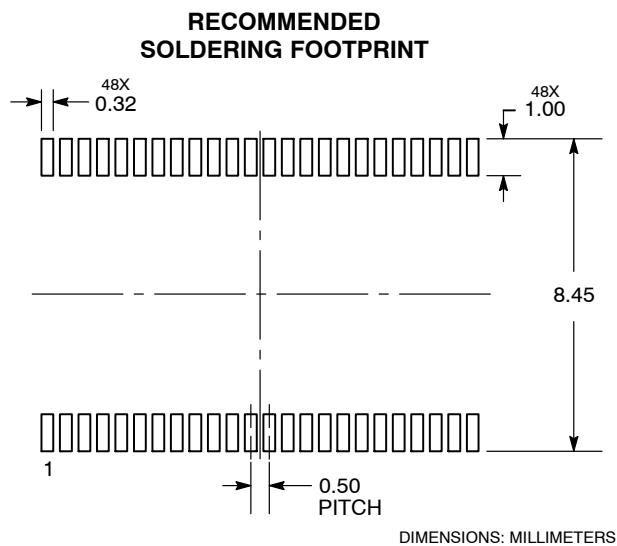 RECOMMENDED
SOLDERING FOOTPRINT
48X
0.32
48X
1.00
8.45
1
0.50
PITCH
DIMENSIONS: MILLIMETERS